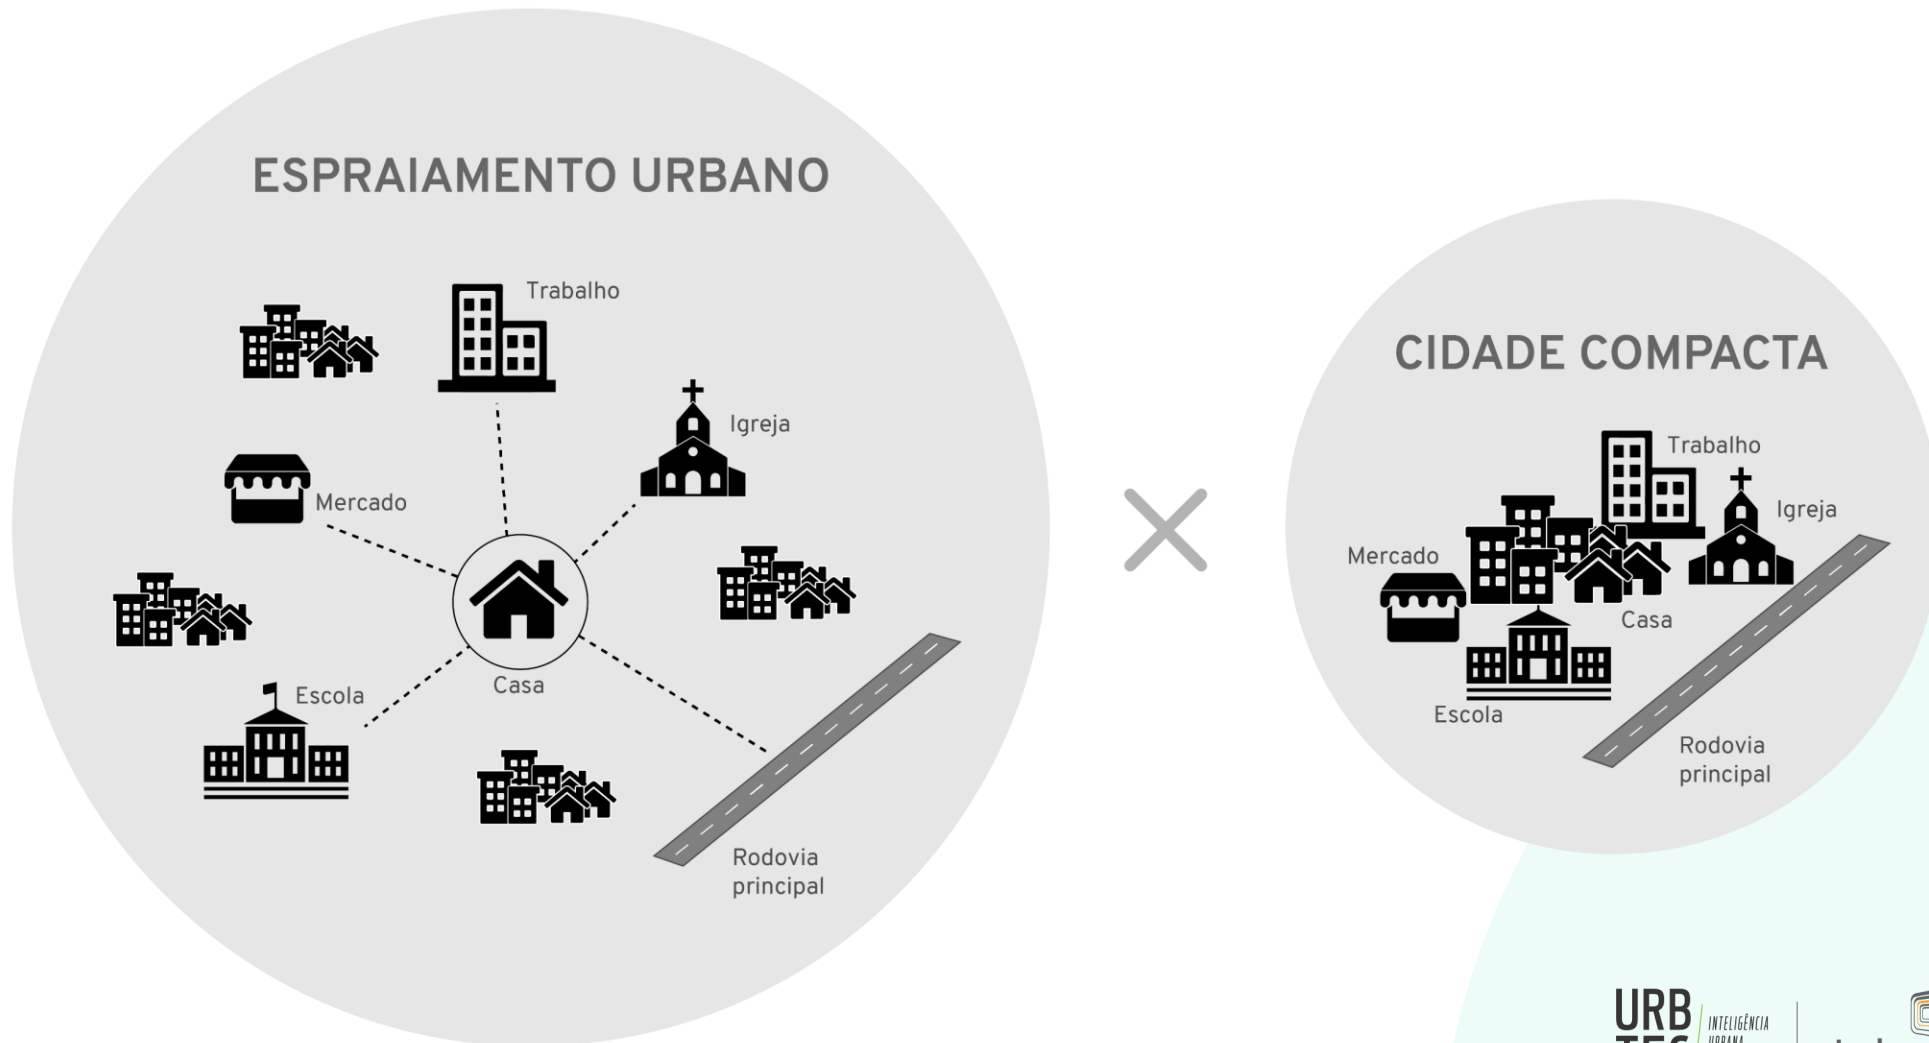 ESPRAIAMENTO URBANO
Trabalho
Igreja
Mercado
Casa
Escola
Rodovia
principal
CIDADE COMPACTA
Trabalho
Igreja
Mercado
Casa
Escola
Rodovia
principal
URB
INTELIGÊNCIA